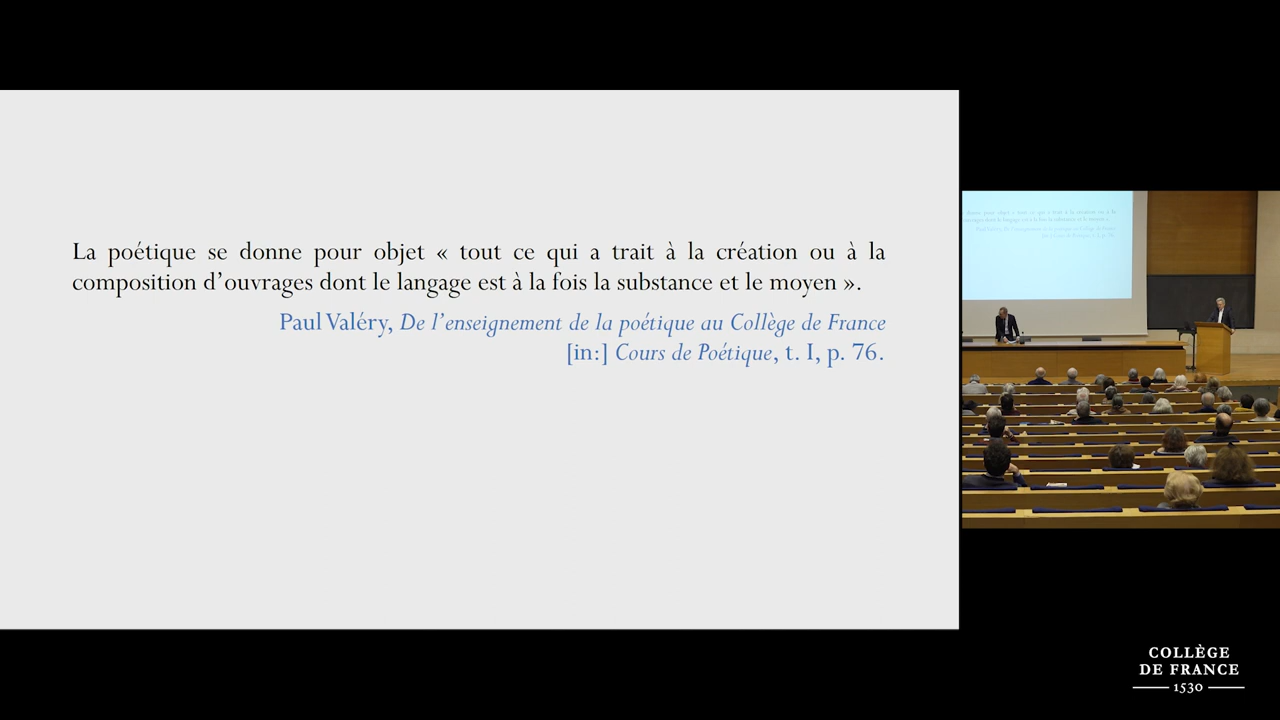 La poétique se donne pour objet « tout ce qui a trait à la création ou à la
composition d’ouvrages dont le langage est à la fois la substance et le moyen ».
Paul Valéry, De l’enseignement de la poétique au Collège de France
[in:] Cours de Poétique, t. I, p. 76.
COLLÈGE
DE FRANCE
1530